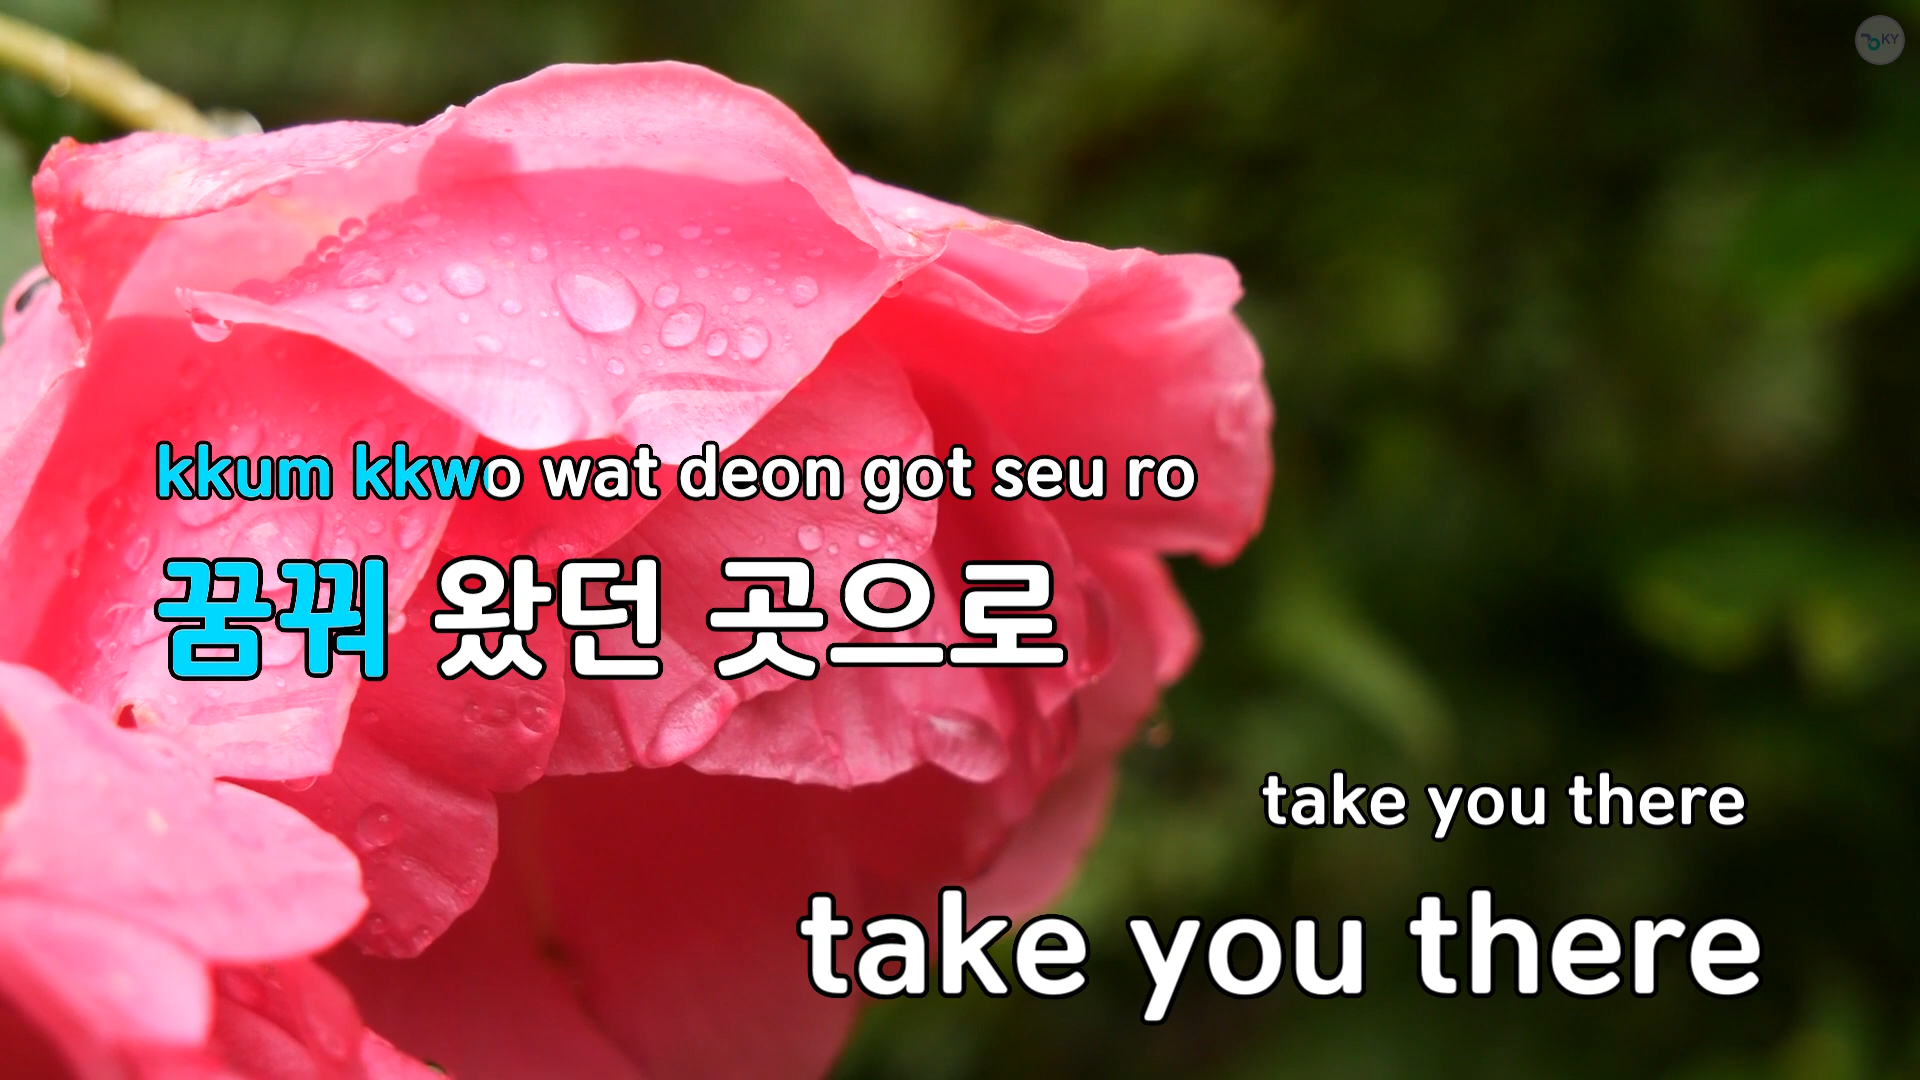 KY
kkum kkwo wat deon got seu ro
꿈꿔 왔던 곳으로
take you there
take you there